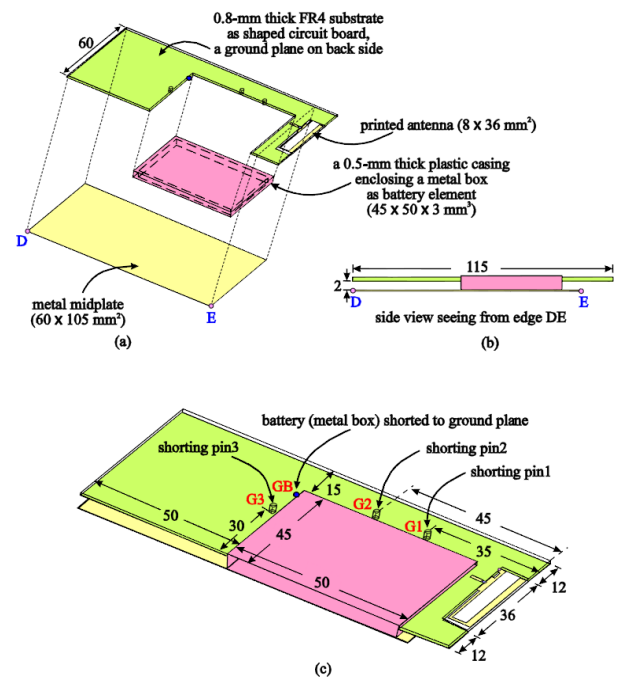 0.8-mm thick FR4 substrate
as shaped circuit board,
a ground plane on back side
60
printed antenna (8 x 36 mm²)
a 0.5-mm thick plastic casing
enclosing a metal box
as battery element
(45 x 50 x 3 mm³)
D
metal midplate
(60 x 105 mm²)
E
(a)
115
2
D
E
side view seeing from edge DE
(b)
battery (metal box) shorted to ground plane
shorting pin3
shorting pin2
shorting pin1
GB
15
G3
G2
G1
45
50
30
45
35
50
12
36
12
(c)